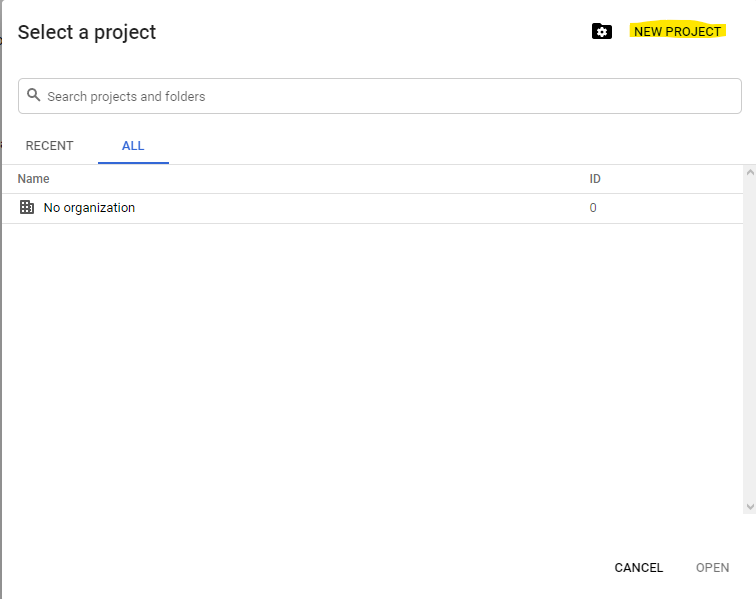 Select a project
NEW PROJECT
Search projects and folders
RECENT
ALL
Name
ID
No organization
0
CANCEL
OPEN